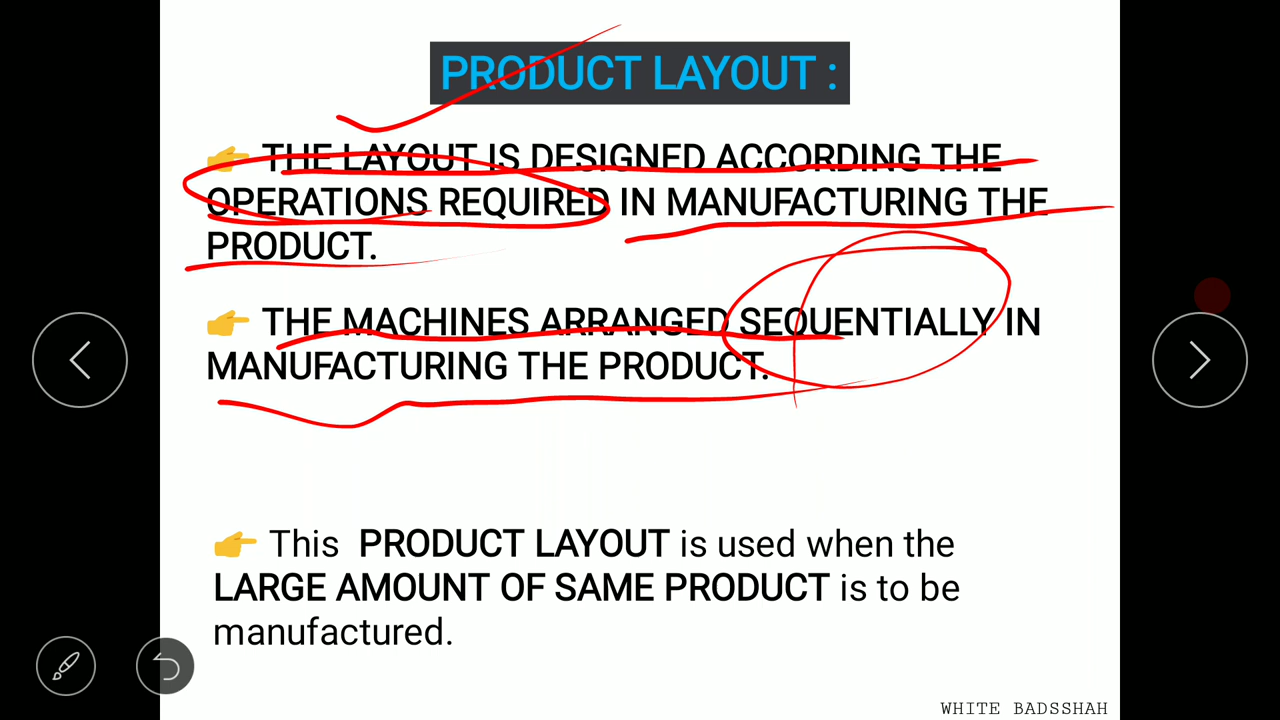 PRODUCT LAYOUT :
👉 THE LAYOUT IS DESIGNED ACCORDING THE
OPERATIONS REQUIRED IN MANUFACTURING THE
PRODUCT.
👉 THE MACHINES ARRANGED SEQUENTIALLY IN
MANUFACTURING THE PRODUCT.
👉 This PRODUCT LAYOUT is used when the
LARGE AMOUNT OF SAME PRODUCT is to be
manufactured.
WHITE BADSSHAH